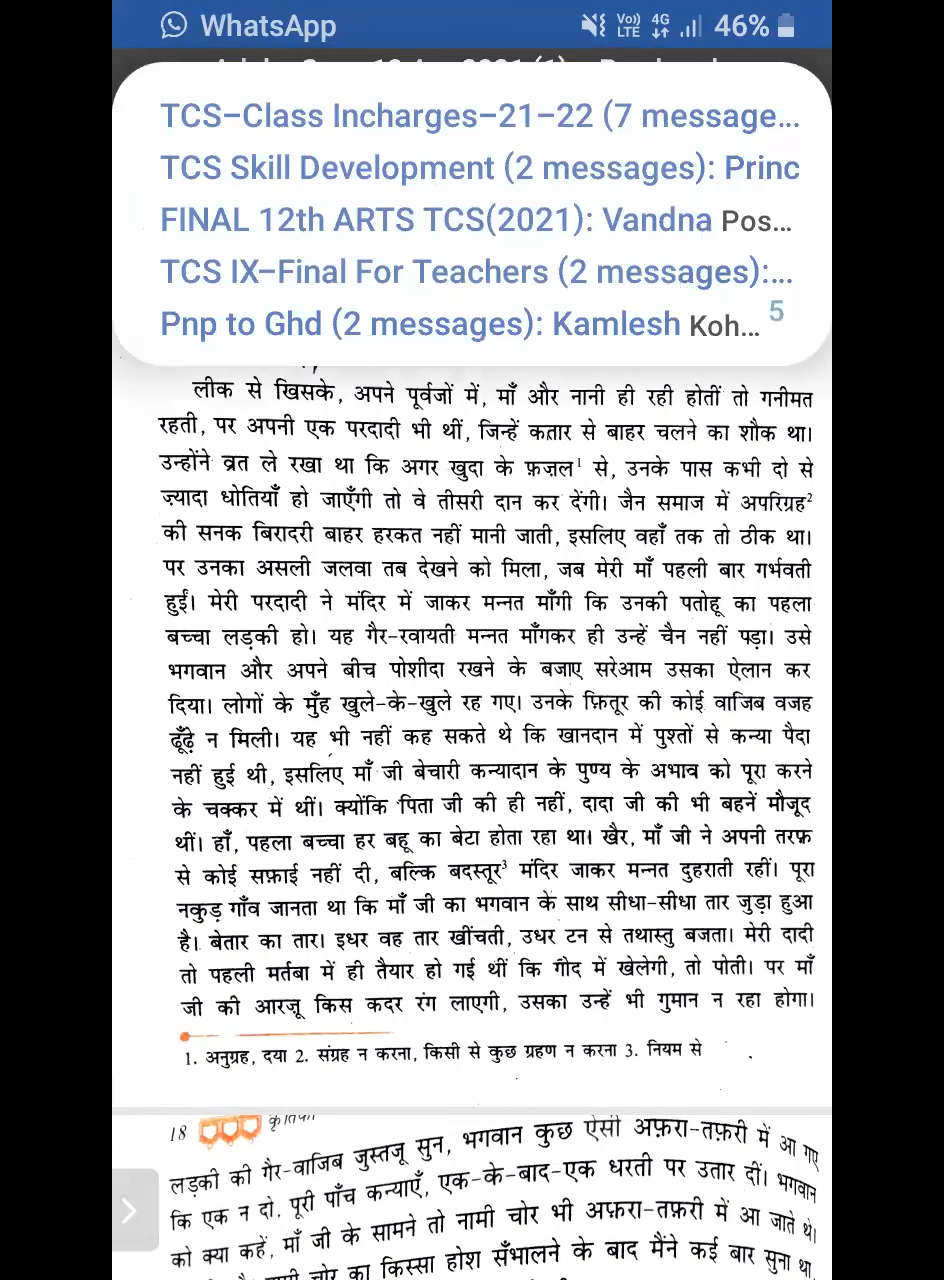 WhatsApp
Vo)) LTE 4G 46%
TCS–Class Incharges–21–22 (7 message...
TCS Skill Development (2 messages): Princ
FINAL 12th ARTS TCS(2021): Vandna Pos...
TCS IX–Final For Teachers (2 messages):...
Pnp to Ghd (2 messages): Kamlesh Koh... 5
लीक से खिसके, अपने पूर्वजों में, माँ और नानी ही रही होतीं तो गनीमत
रहती, पर अपनी एक परदादी भी थीं, जिन्हें कतार से बाहर चलने का शौक था।
उन्होंने व्रत ले रखा था कि अगर खुदा के फ़ज़ल¹ से, उनके पास कभी दो से
ज़्यादा धोतियाँ हो जाएँगी तो वे तीसरी दान कर देंगी। जैन समाज में अपरिग्रह²
की सनक बिरादरी बाहर हरकत नहीं मानी जाती, इसलिए वहाँ तक तो ठीक था।
पर उनका असली जलवा तब देखने को मिला, जब मेरी माँ पहली बार गर्भवती
हुईं। मेरी परदादी ने मंदिर में जाकर मन्नत माँगी कि उनकी पतोहू का पहला
बच्चा लड़की हो। यह गैर-रवायती मन्नत माँगकर ही उन्हें चैन नहीं पड़ा। उसे
भगवान और अपने बीच पोशीदा रखने के बजाए सरेआम उसका ऐलान कर
दिया। लोगों के मुँह खुले-के-खुले रह गए। उनके फ़ितूर की कोई वाजिब वजह
ढूँढ़े न मिली। यह भी नहीं कह सकते थे कि खानदान में पुश्तों से कन्या पैदा
नहीं हुई थी, इसलिए माँ जी बेचारी कन्यादान के पुण्य के अभाव को पूरा करने
के चक्कर में थीं। क्योंकि पिता जी की ही नहीं, दादा जी की भी बहनें मौजूद
थीं। हाँ, पहला बच्चा हर बहू का बेटा होता रहा था। खैर, माँ जी ने अपनी तरफ़
से कोई सफ़ाई नहीं दी, बल्कि बदस्तूर³ मंदिर जाकर मन्नत दुहराती रहीं। पूरा
नकुड़ गाँव जानता था कि माँ जी का भगवान के साथ सीधा-सीधा तार जुड़ा हुआ
है। बेतार का तार। इधर वह तार खींचती, उधर टन से तथास्तु बजता। मेरी दादी
तो पहली मर्तबा में ही तैयार हो गई थीं कि गोद में खेलेगी, तो पोती। पर माँ
जी की आरजू किस कदर रंग लाएगी, उसका उन्हें भी गुमान न रहा होगा।
1. अनुग्रह, दया 2. संग्रह न करना, किसी से कुछ ग्रहण न करना 3. नियम से
18 कृतिका
लड़की की गैर-वाजिब जुस्तजू सुन, भगवान कुछ ऐसी अफ़रा-तफ़री में आ गए
कि एक न दो, पूरी पाँच कन्याएँ, एक-के-बाद-एक धरती पर उतार दीं। भगवान
को क्या कहें, माँ जी के सामने तो नामी चोर भी अफ़रा-तफ़री में आ जाते थे।
चोर का किस्सा होश सँभालने के बाद मैंने कई बार सुना था